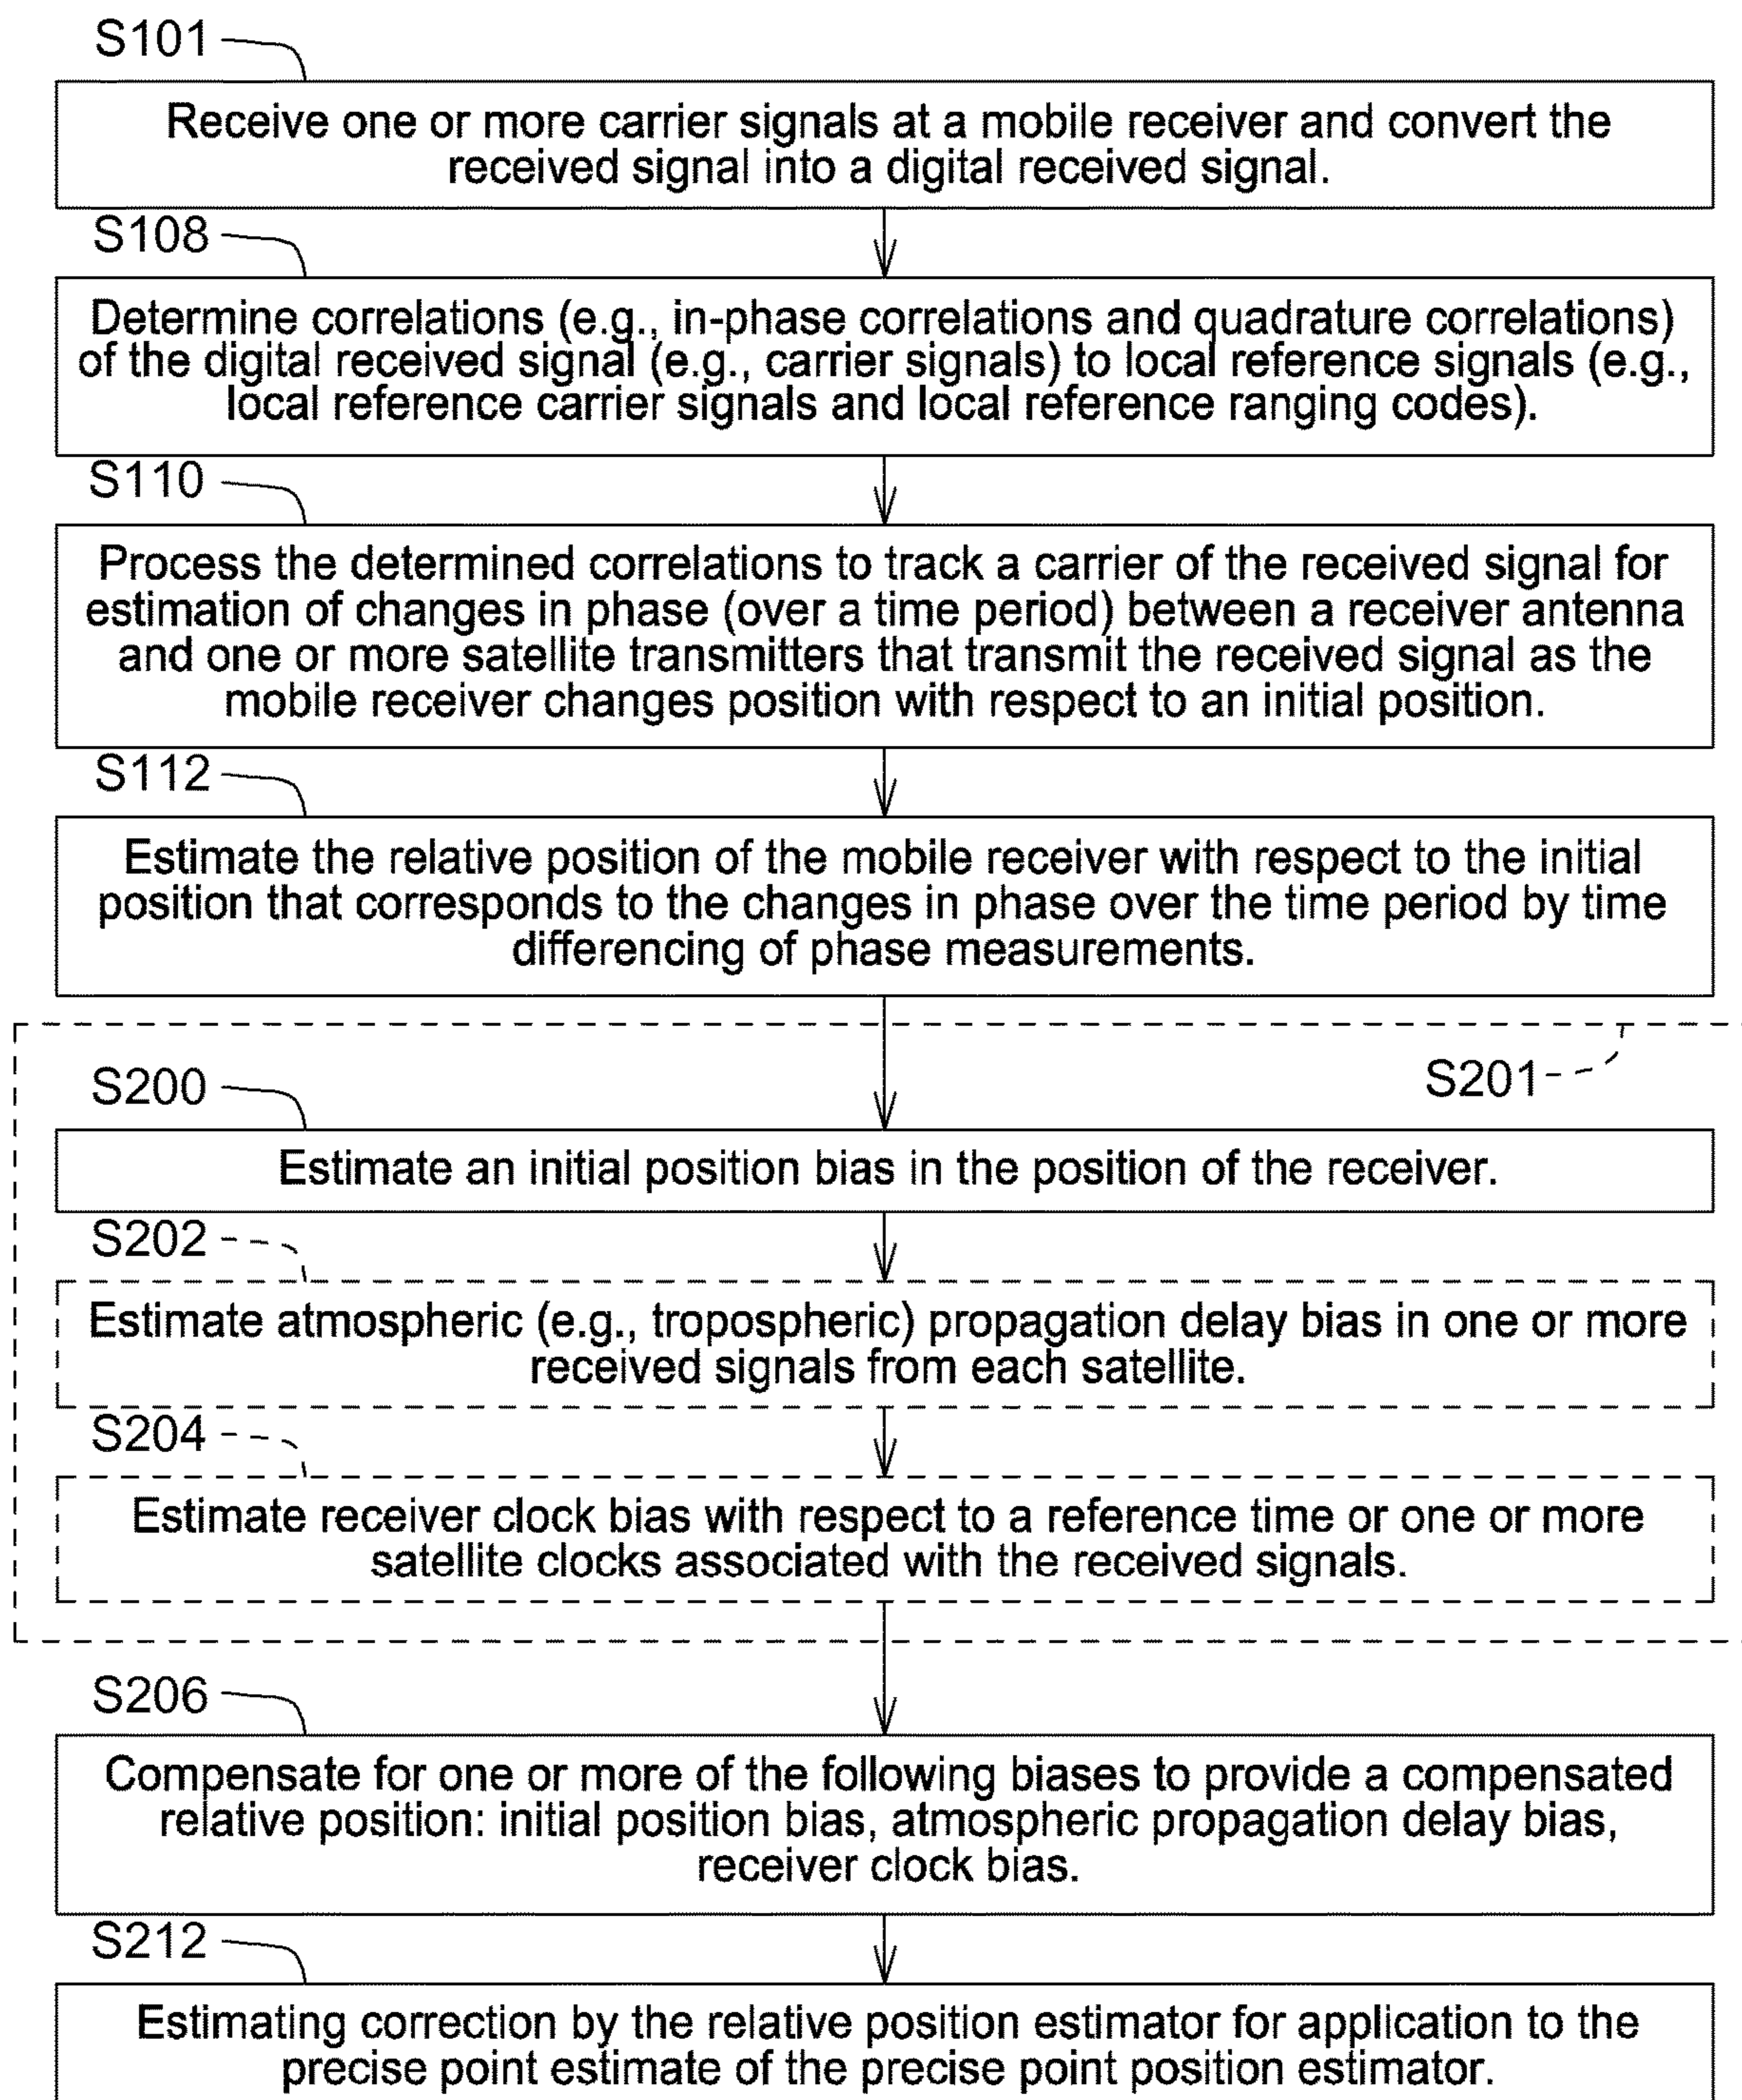 S101
Receive one or more carrier signals at a mobile receiver and convert the
received signal into a digital received signal.
S108
Determine correlations (e.g., in-phase correlations and quadrature correlations)
of the digital received signal (e.g., carrier signals) to local reference signals (e.g.,
local reference carrier signals and local reference ranging codes).
S110
Process the determined correlations to track a carrier of the received signal for
estimation of changes in phase (over a time period) between a receiver antenna
and one or more satellite transmitters that transmit the received signal as the
mobile receiver changes position with respect to an initial position.
S112
Estimate the relative position of the mobile receiver with respect to the initial
position that corresponds to the changes in phase over the time period by time
differencing of phase measurements.
S201
S200
Estimate an initial position bias in the position of the receiver.
S202
Estimate atmospheric (e.g., tropospheric) propagation delay bias in one or more
received signals from each satellite.
S204
Estimate receiver clock bias with respect to a reference time or one or more
satellite clocks associated with the received signals.
S206
Compensate for one or more of the following biases to provide a compensated
relative position: initial position bias, atmospheric propagation delay bias,
receiver clock bias.
S212
Estimating correction by the relative position estimator for application to the
precise point estimate of the precise point position estimator.